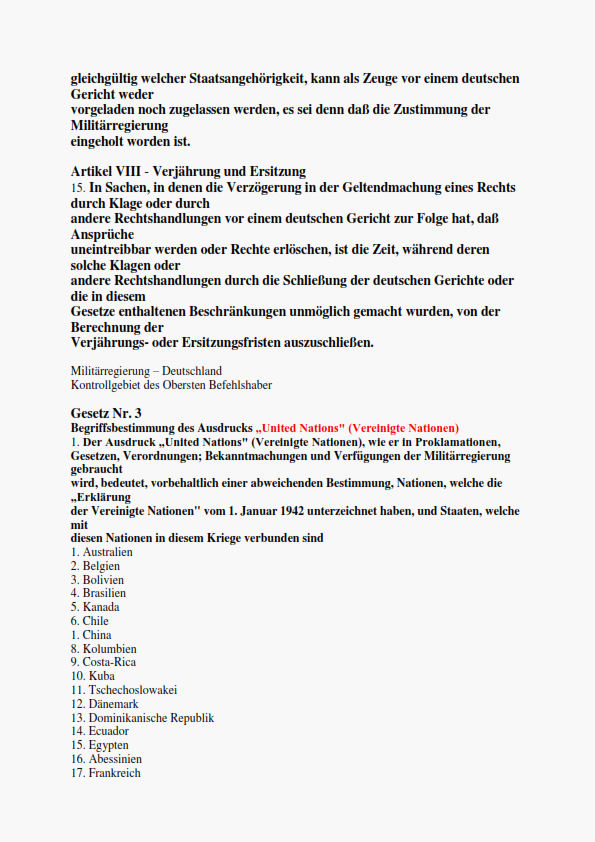 gleichgültig welcher Staatsangehörigkeit, kann als Zeuge vor einem deutschen
Gericht weder
vorgeladen noch zugelassen werden, es sei denn daß die Zustimmung der
Militärregierung
eingeholt worden ist.
Artikel VIII - Verjährung und Ersitzung
15. In Sachen, in denen die Verzögerung in der Geltendmachung eines Rechts
durch Klage oder durch
andere Rechtshandlungen vor einem deutschen Gericht zur Folge hat, daß
Ansprüche
uneintreibbar werden oder Rechte erlöschen, ist die Zeit, während deren
solche Klagen oder
andere Rechtshandlungen durch die Schließung der deutschen Gerichte oder
die in diesem
Gesetze enthaltenen Beschränkungen unmöglich gemacht wurden, von der
Berechnung der
Verjährungs- oder Ersitzungsfristen auszuschließen.
Militärregierung – Deutschland
Kontrollgebiet des Obersten Befehlshaber
Gesetz Nr. 3
Begriffsbestimmung des Ausdrucks „United Nations" (Vereinigte Nationen)
1. Der Ausdruck „United Nations" (Vereinigte Nationen), wie er in Proklamationen,
Gesetzen, Verordnungen; Bekanntmachungen und Verfügungen der Militärregierung
gebraucht
wird, bedeutet, vorbehaltlich einer abweichenden Bestimmung, Nationen, welche die
„Erklärung
der Vereinigte Nationen" vom 1. Januar 1942 unterzeichnet haben, und Staaten, welche
mit
diesen Nationen in diesem Kriege verbunden sind
1. Australien
2. Belgien
3. Bolivien
4. Brasilien
5. Kanada
6. Chile
1. China
8. Kolumbien
9. Costa-Rica
10. Kuba
11. Tschechoslowakei
12. Dänemark
13. Dominikanische Republik
14. Ecuador
15. Egypten
16. Abessinien
17. Frankreich